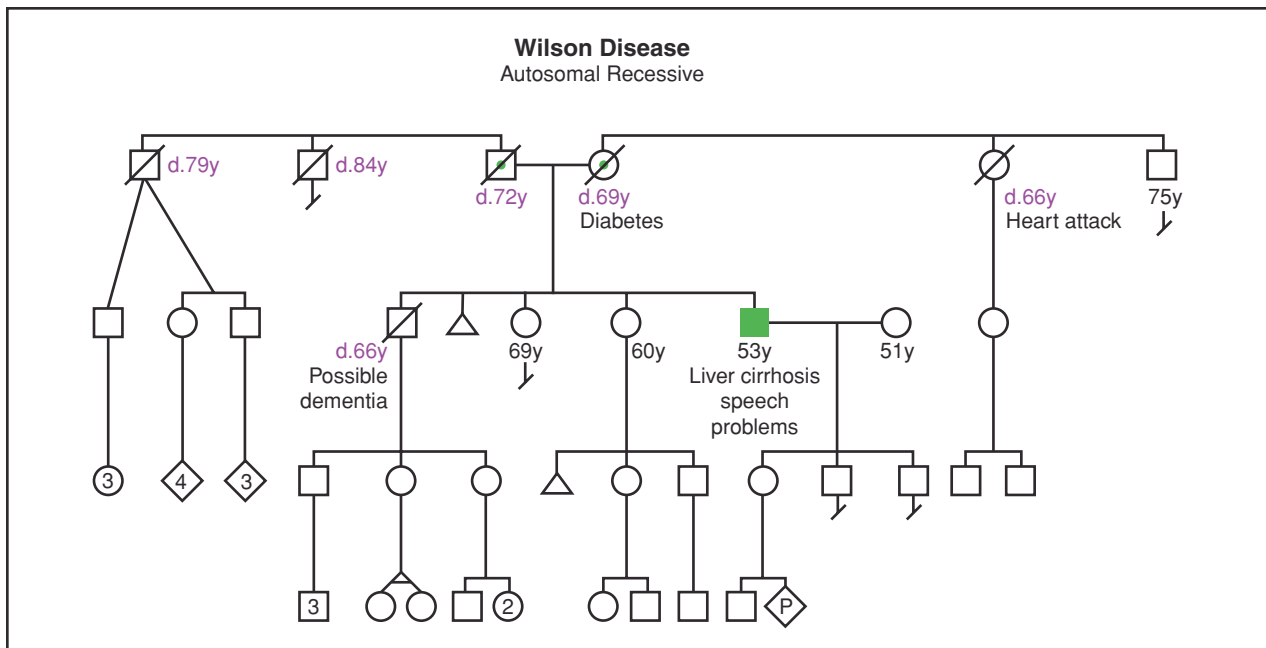 Wilson Disease
Autosomal Recessive
d.79y
d.84y
d.72y
d.69y
Diabetes
d.66y
Heart attack
75y
d.66y
Possible
dementia
69y
60y
53y
Liver cirrhosis
speech
problems
51y
3
4
3
3
2
P